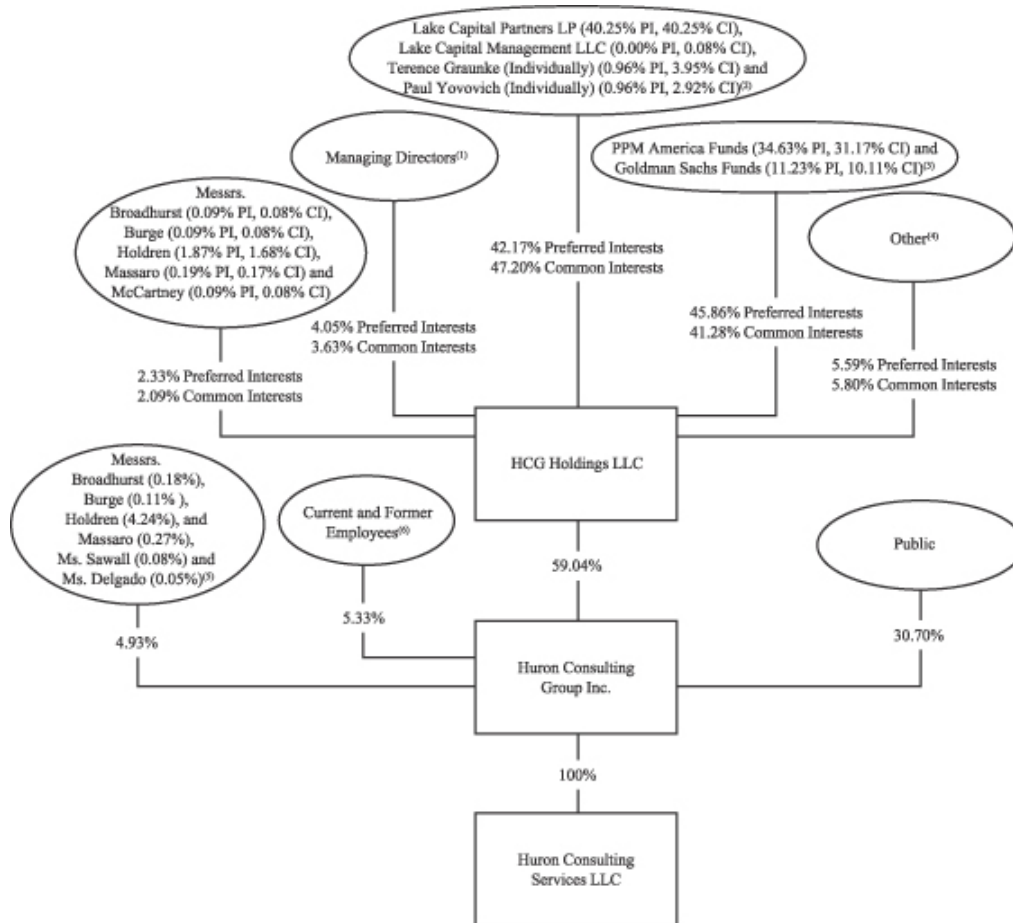 Lake Capital Partners LP (40.25% PI, 40.25% CI),
Lake Capital Management LLC (0.00% PI, 0.08% CI),
Terence Graunke (Individually) (0.96% PI, 3.95% CI) and
Paul Yovovich (Individually) (0.96% PI, 2.92% CI)(2)
Managing Directors(1)
PPM America Funds (34.63% PI, 31.17% CI) and
Goldman Sachs Funds (11.23% PI, 10.11% CI)(3)
Messrs.
Broadhurst (0.09% PI, 0.08% CI),
Burge (0.09% PI, 0.08% CI),
Holdren (1.87% PI, 1.68% CI),
Massaro (0.19% PI, 0.17% CI) and
McCartney (0.09% PI, 0.08% CI)
Other(4)
42.17% Preferred Interests
47.20% Common Interests
4.05% Preferred Interests
3.63% Common Interests
45.86% Preferred Interests
41.28% Common Interests
2.33% Preferred Interests
2.09% Common Interests
5.59% Preferred Interests
5.80% Common Interests
HCG Holdings LLC
Messrs.
Broadhurst (0.18%),
Burge (0.11% ),
Holdren (4.24%), and
Massaro (0.27%),
Ms. Sawall (0.08%) and
Ms. Delgado (0.05%)(5)
Current and Former
Employees(6)
Public
59.04%
4.93%
5.33%
30.70%
Huron Consulting
Group Inc.
100%
Huron Consulting
Services LLC